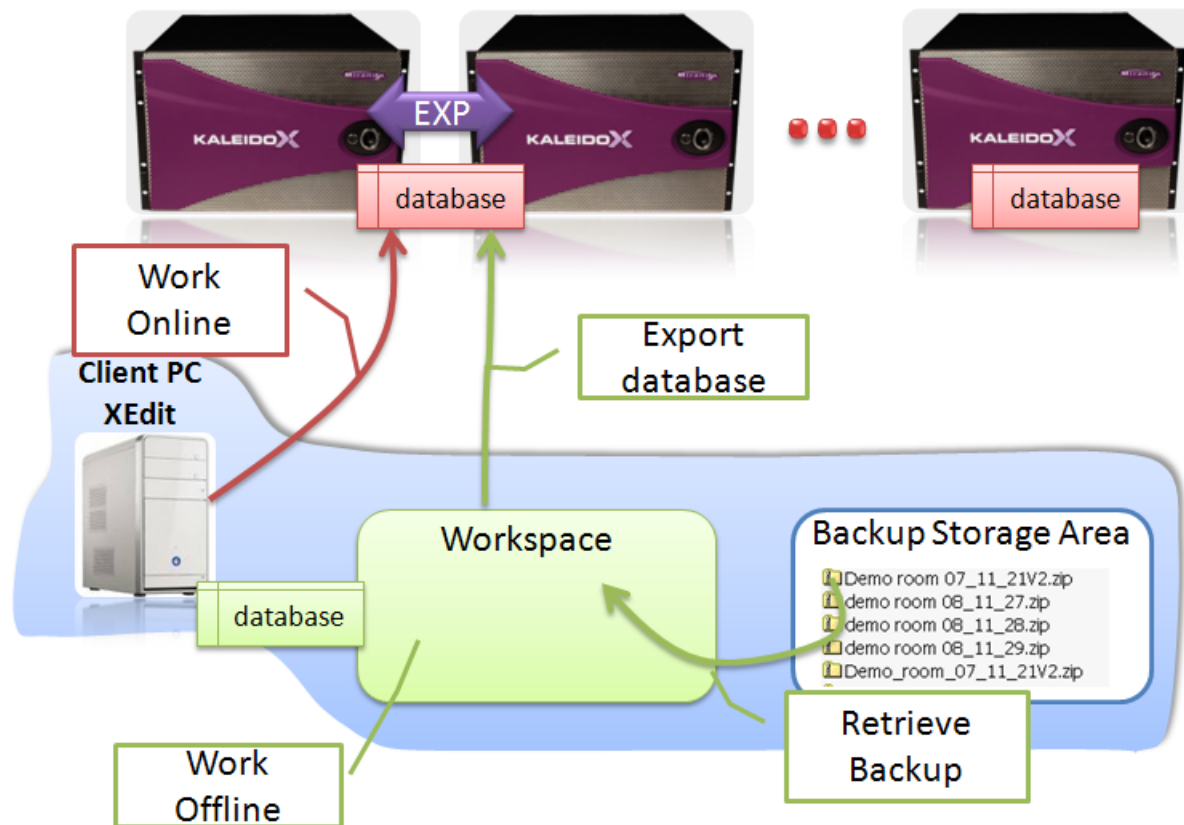 KALEIDOX
EXP
KALEIDOX
KALEIDOX
database
database
Work
Online
Export
database
Client PC
XEdit
Workspace
Backup Storage Area
Demo room 07_11_21V2.zip
demo room 08_11_27.zip
demo room 08_11_28.zip
demo room 08_11_29.zip
Demo_room_07_11_21V2.zip
database
Retrieve
Backup
Work
Offline